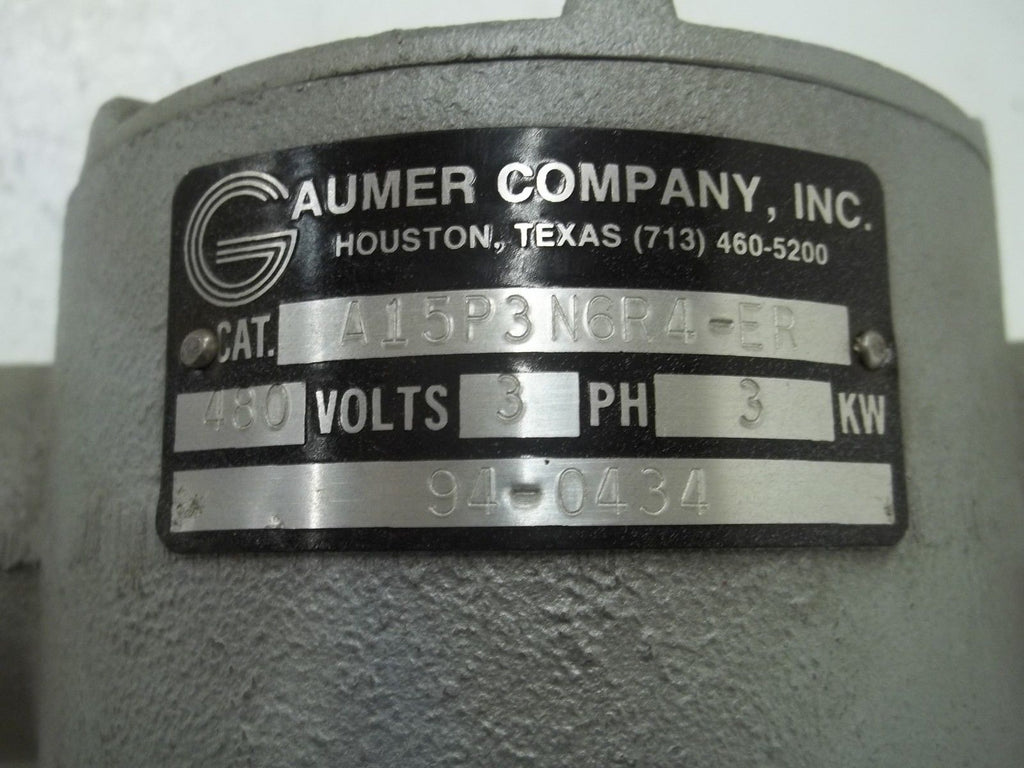 GAUMER COMPANY, INC.
HOUSTON, TEXAS (713) 460-5200
CAT. A15P3N6R4-ER
480 VOLTS 3 PH 3 KW
94-0434